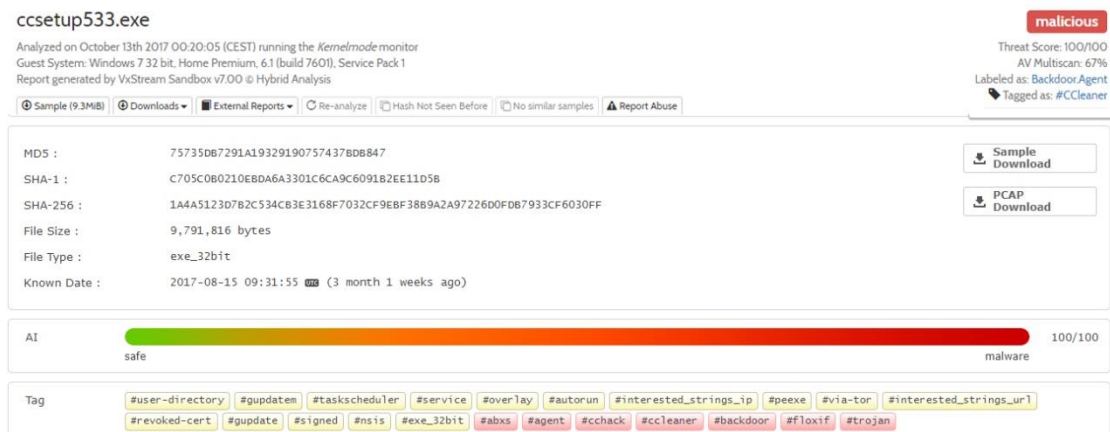 ccsetup533.exe
malicious
Analyzed on October 13th 2017 00:20:05 (CEST) running the Kernelmode monitor
Guest System: Windows 7 32 bit, Home Premium, 6.1 (build 7601), Service Pack 1
Report generated by VxStream Sandbox v7.00 © Hybrid Analysis
Threat Score: 100/100
AV Multiscan: 67%
Labeled as: Backdoor.Agent
Tagged as: #CCleaner
Sample (9.3MiB) Downloads External Reports Re-analyze Hash Not Seen Before No similar samples Report Abuse
MD5 : 75735DB7291A19329190757437BDB847
SHA-1 : C705C0B0210EBDA6A3301C6CA9C6091B2EE11D5B
SHA-256 : 1A4A5123D7B2C534CB3E3168F7032CF9EBF38B9A2A97226D0FDB7933CF6030FF
File Size : 9,791,816 bytes
File Type : exe_32bit
Known Date : 2017-08-15 09:31:55 UTC (3 month 1 weeks ago)
Sample Download
PCAP Download
AI 100/100
safe malware
Tag #user-directory #gupdatem #taskscheduler #service #overlay #autorun #interested_strings_ip #peexe #via-tor #interested_strings_url
#revoked-cert #gupdate #signed #nsis #exe_32bit #abxs #agent #cchack #ccleaner #backdoor #floxif #trojan